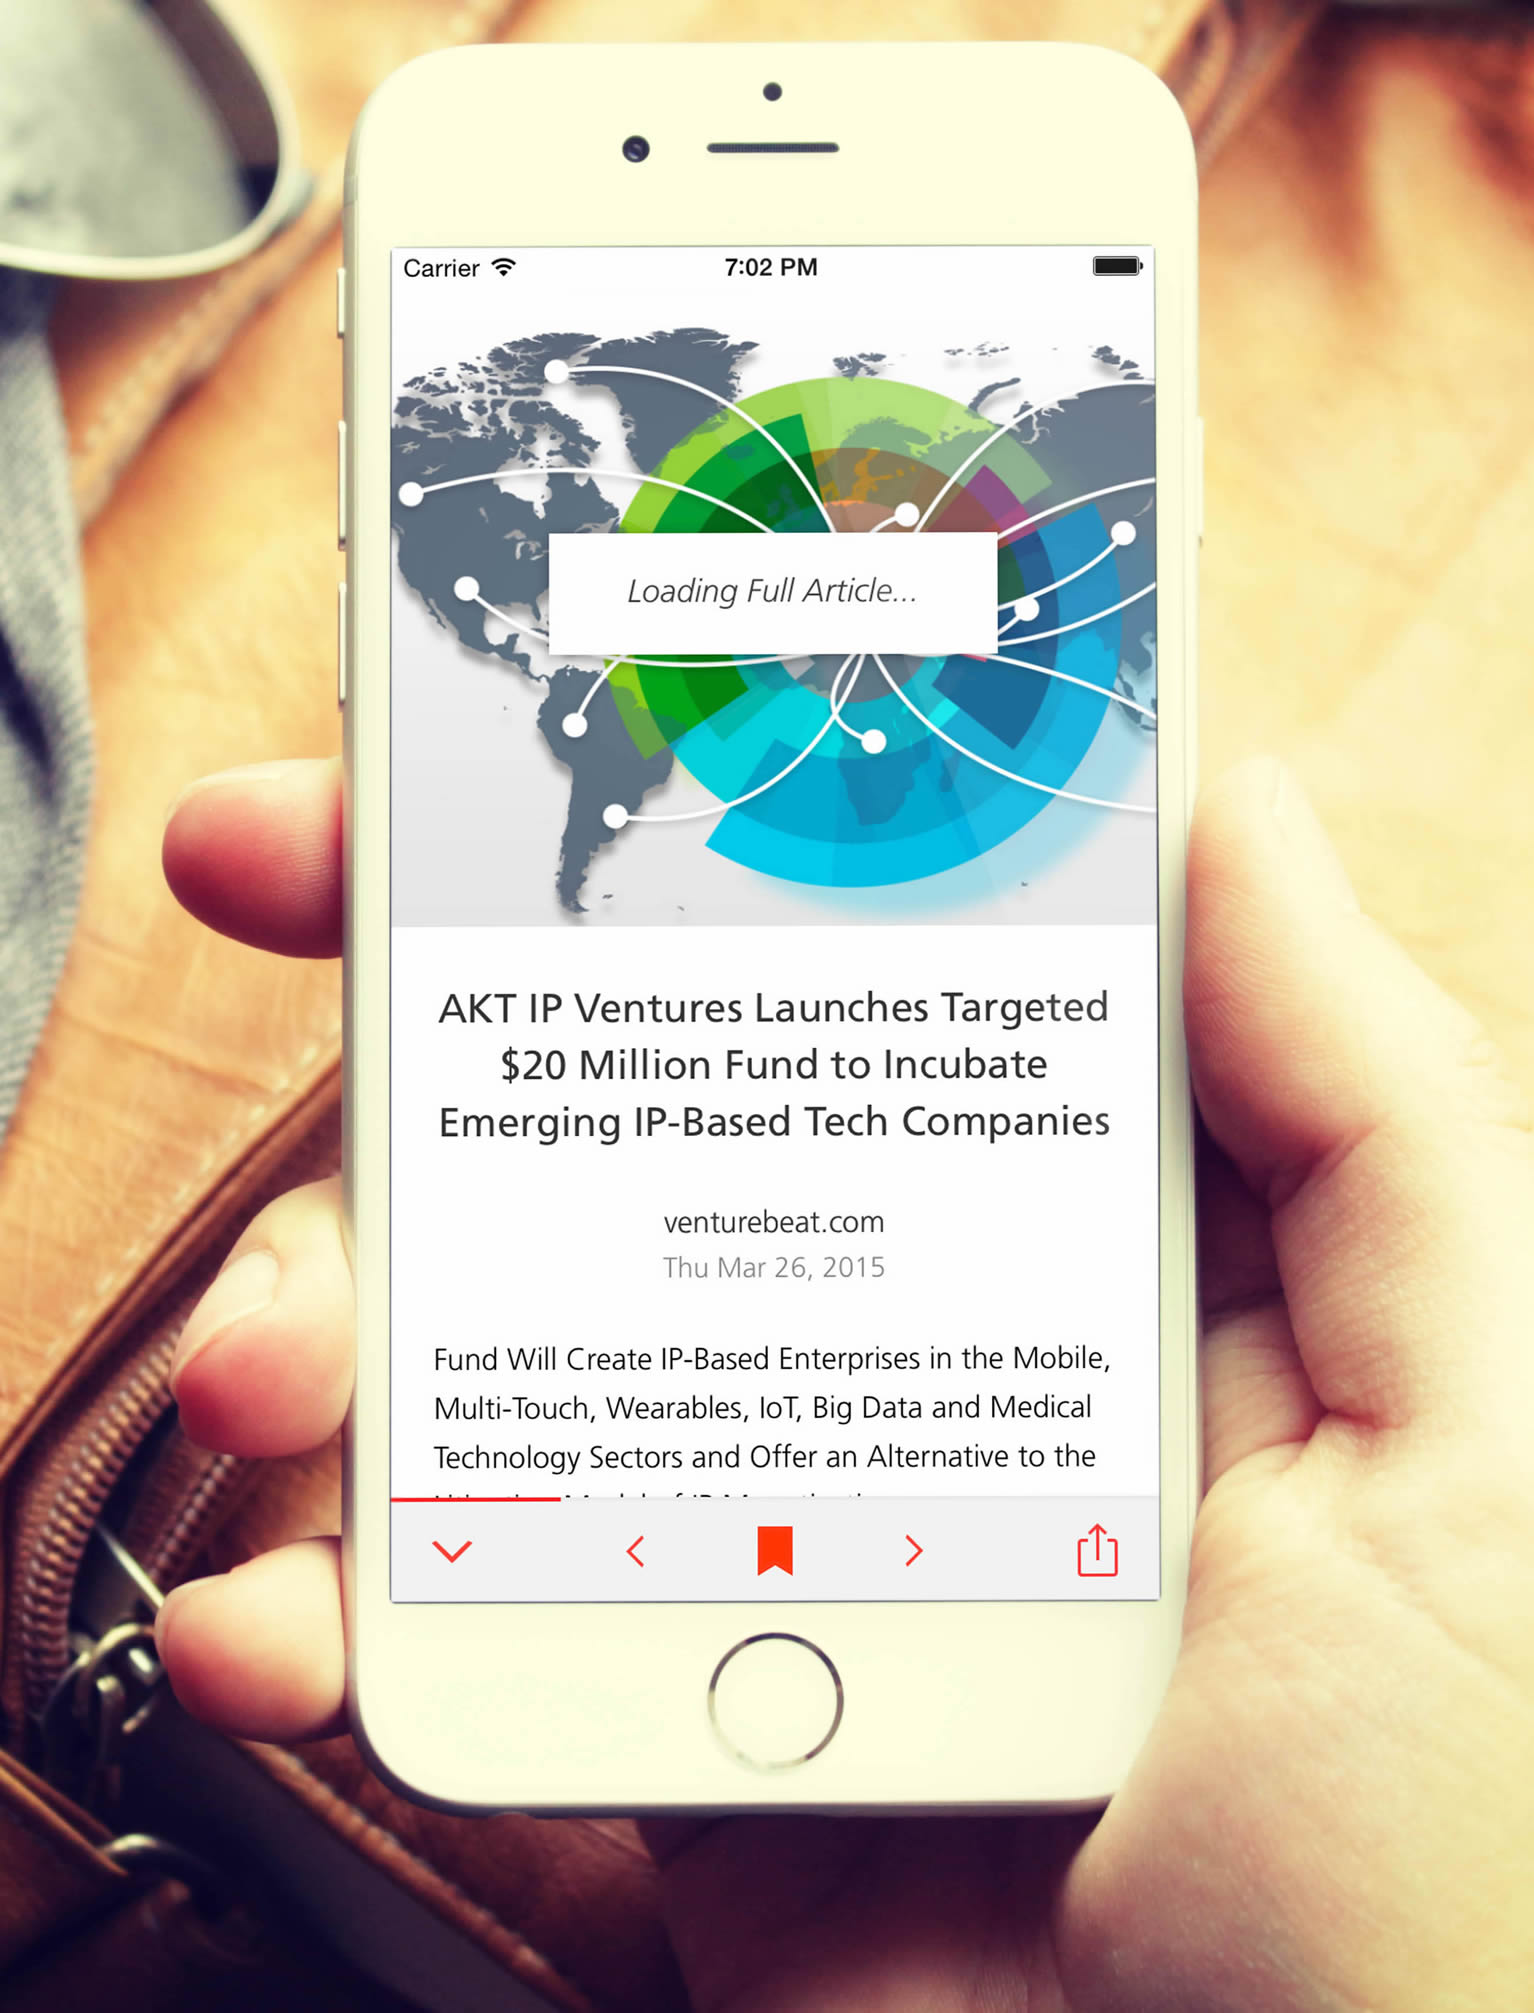 Carrier 7:02 PM
Loading Full Article...
AKT IP Ventures Launches Targeted
$20 Million Fund to Incubate
Emerging IP-Based Tech Companies
venturebeat.com
Thu Mar 26, 2015
Fund Will Create IP-Based Enterprises in the Mobile,
Multi-Touch, Wearables, IoT, Big Data and Medical
Technology Sectors and Offer an Alternative to the